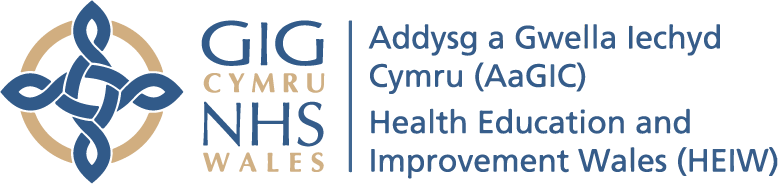 GIG
CYMRU
NHS
WALES
Addysg a Gwella Iechyd
Cymru (AaGIC)
Health Education and
Improvement Wales (HEIW)